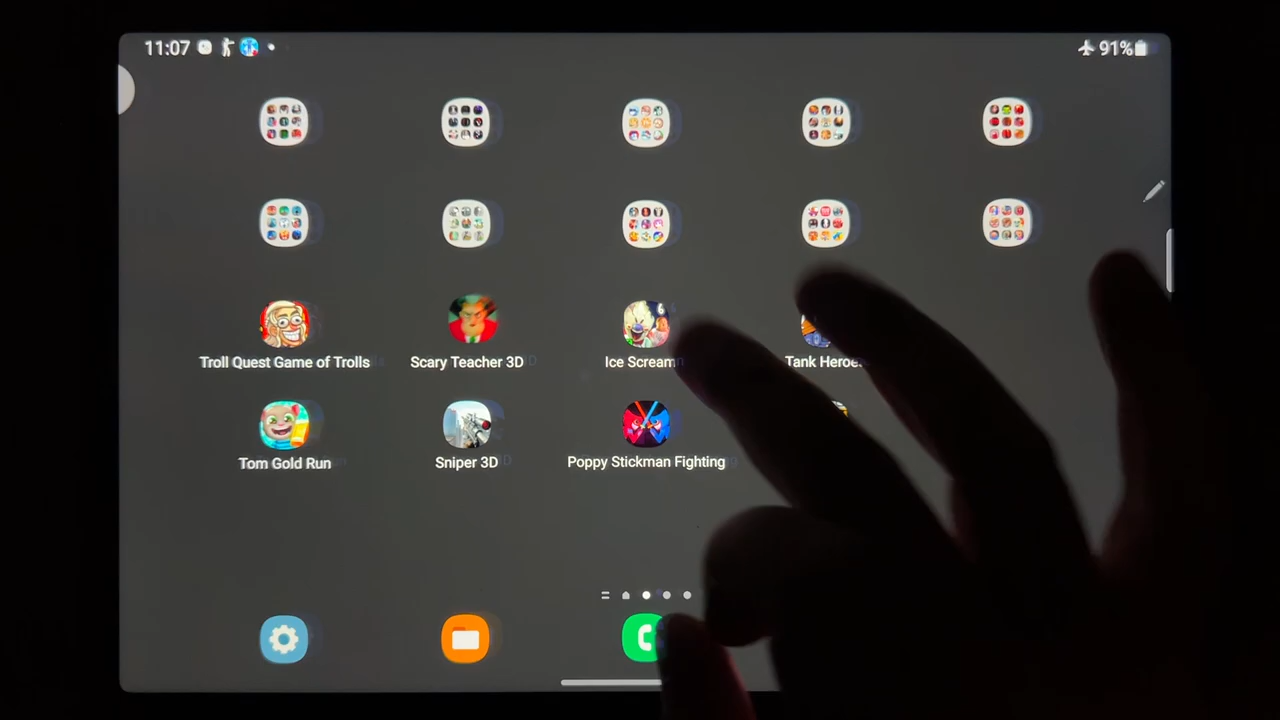 11:07
91%
Troll Quest Game of Trolls
Scary Teacher 3D
Ice Scream
Tank Heroe
Tom Gold Run
Sniper 3D
Poppy Stickman Fighting